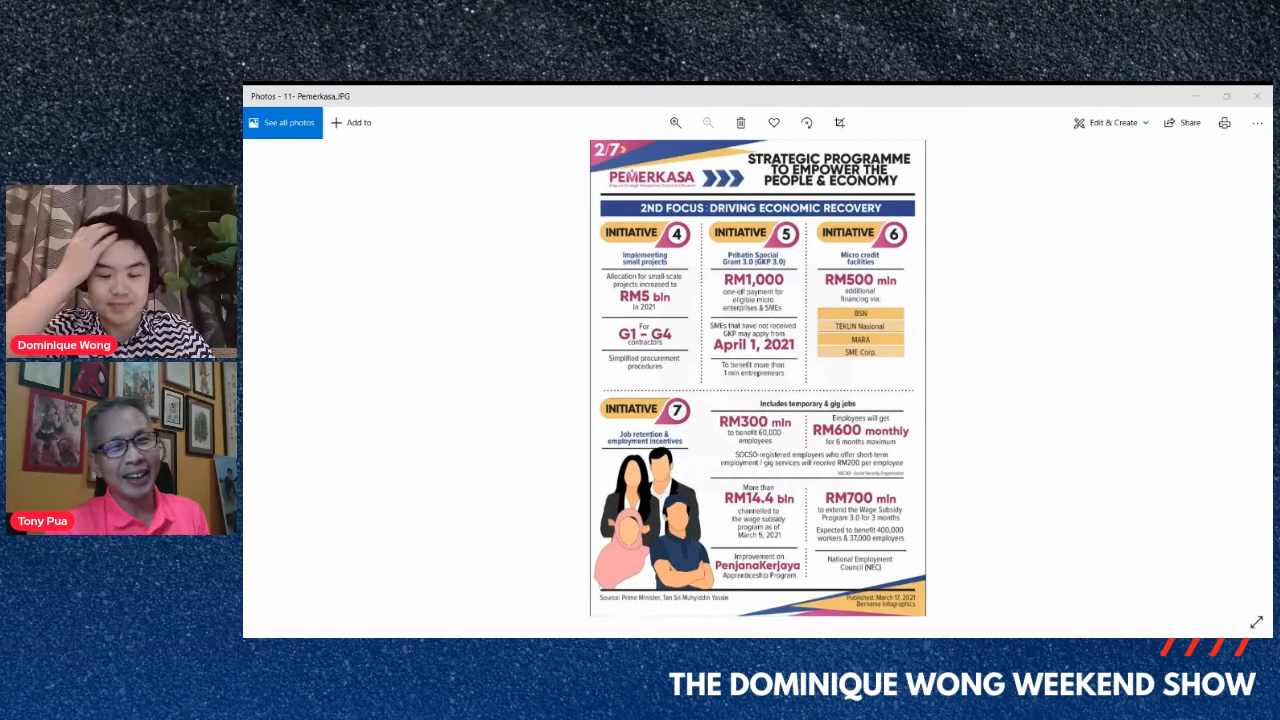 Photos - 11- Pemerkasa.JPG
See all photos
Add to
Edit & Create
Share
2/7
PEMERKASA
STRATEGIC PROGRAMME
TO EMPOWER THE
PEOPLE & ECONOMY
2ND FOCUS : DRIVING ECONOMIC RECOVERY
INITIATIVE 4
Implementing
small projects
Allocation for small-scale
projects increased to
RM5 bln
in 2021
For
G1 - G4
contractors
Simplified procurement
procedures
INITIATIVE 5
Prihatin Special
Grant 3.0 (GKP 3.0)
RM1,000
one-off payment for
eligible micro
enterprises & SMEs
SMEs that have not received
GKP may apply from
April 1, 2021
To benefit more than
1 mln entrepreneurs
INITIATIVE 6
Micro credit
facilities
RM500 mln
additional
financing via:
BSN
TEKUN Nasional
MARA
SME Corp.
INITIATIVE 7
Job retention &
employment incentives
Includes temporary & gig jobs
RM300 mln
to benefit 60,000
employees
Employees will get
RM600 monthly
for 6 months maximum
SOCSO-registered employers who offer short-term
employment / gig services will receive RM200 per employee
SOCSO - Social Security Organisation
More than
RM14.4 bln
channelled to
the wage subsidy
program as of
March 5, 2021
RM700 mln
to extend the Wage Subsidy
Program 3.0 for 3 months
Expected to benefit 400,000
workers & 37,000 employers
Improvement on
PenjanaKerjaya
Apprenticeship Program
National Employment
Council (NEC)
Source: Prime Minister, Tan Sri Muhyiddin Yassin
Published: March 17, 2021
Bernama Infographics
Dominique Wong
Tony Pua
THE DOMINIQUE WONG WEEKEND SHOW